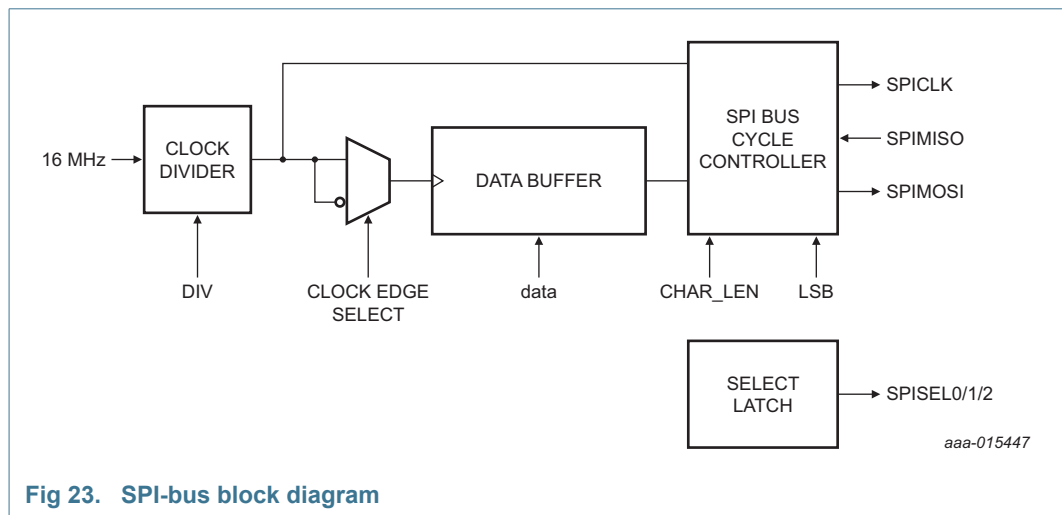 SPI BUS
CYCLE
CONTROLLER
SPICLK
SPIMISO
SPIMOSI
16 MHz
CLOCK
DIVIDER
DATA BUFFER
DIV
CLOCK EDGE
SELECT
data
CHAR_LEN
LSB
SELECT
LATCH
SPISEL0/1/2
aaa-015447
Fig 23. SPI-bus block diagram